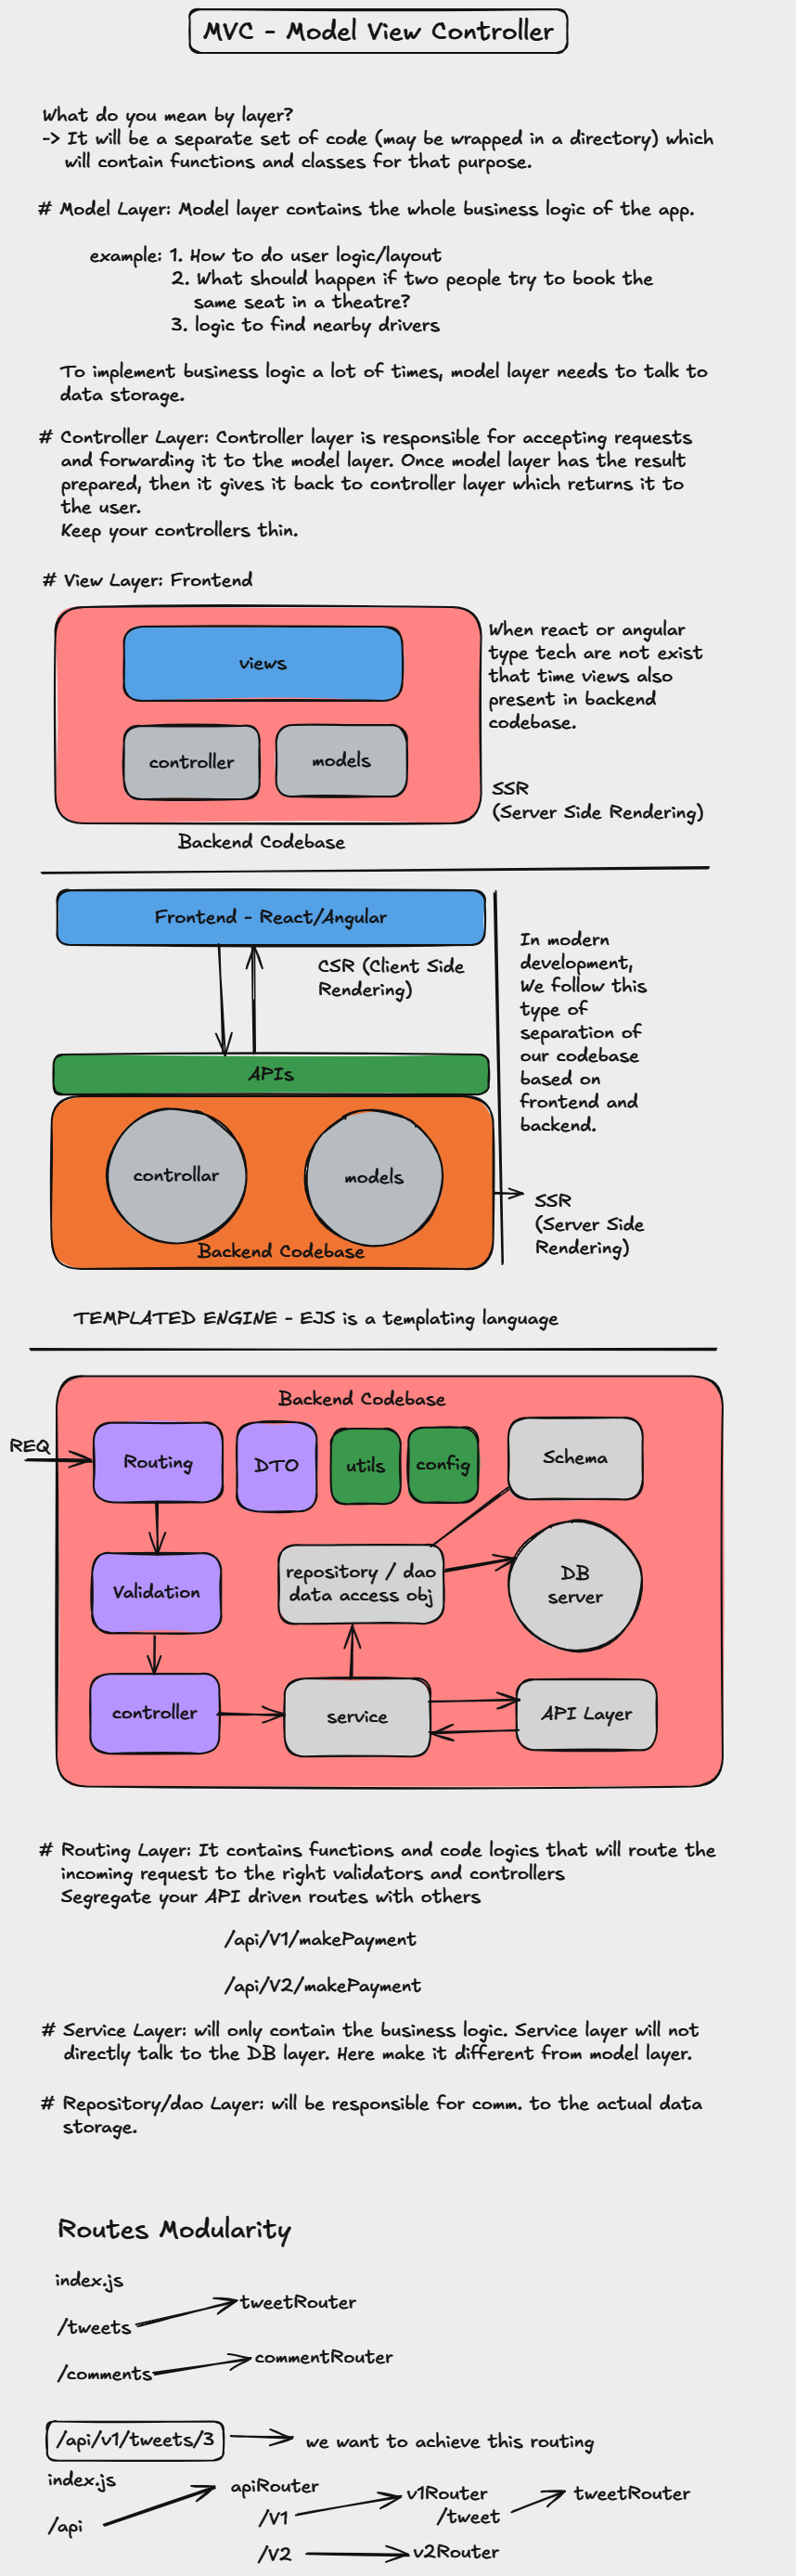 MVC - Model View Controller
What do you mean by layer?
-> It will be a separate set of code (may be wrapped in a directory) which
will contain functions and classes for that purpose.
# Model Layer: Model layer contains the whole business logic of the app.
example: 1. How to do user logic/layout
2. What should happen if two people try to book the
same seat in a theatre?
3. logic to find nearby drivers
To implement business logic a lot of times, model layer needs to talk to
data storage.
# Controller Layer: Controller layer is responsible for accepting requests
and forwarding it to the model layer. Once model layer has the result
prepared, then it gives it back to controller layer which returns it to
the user.
Keep your controllers thin.
# View Layer: Frontend
views
controller
models
Backend Codebase
When react or angular
type tech are not exist
that time views also
present in backend
codebase.
SSR
(Server Side Rendering)
Frontend - React/Angular
CSR (Client Side
Rendering)
APIs
controllar
models
Backend Codebase
In modern
development,
We follow this
type of
separation of
our codebase
based on
frontend and
backend.
SSR
(Server Side
Rendering)
TEMPLATED ENGINE - EJS is a templating language
Backend Codebase
REQ
Routing
DTO
utils
config
Schema
Validation
repository / dao
data access obj
DB
server
controller
service
API Layer
# Routing Layer: It contains functions and code logics that will route the
incoming request to the right validators and controllers
Segregate your API driven routes with others
/api/V1/makePayment
/api/V2/makePayment
# Service Layer: will only contain the business logic. Service layer will not
directly talk to the DB layer. Here make it different from model layer.
# Repository/dao Layer: will be responsible for comm. to the actual data
storage.
Routes Modularity
index.js
/tweets
tweetRouter
/comments
commentRouter
/api/v1/tweets/3
we want to achieve this routing
index.js
/api
apiRouter
/V1
v1Router
/tweet
tweetRouter
/V2
v2Router